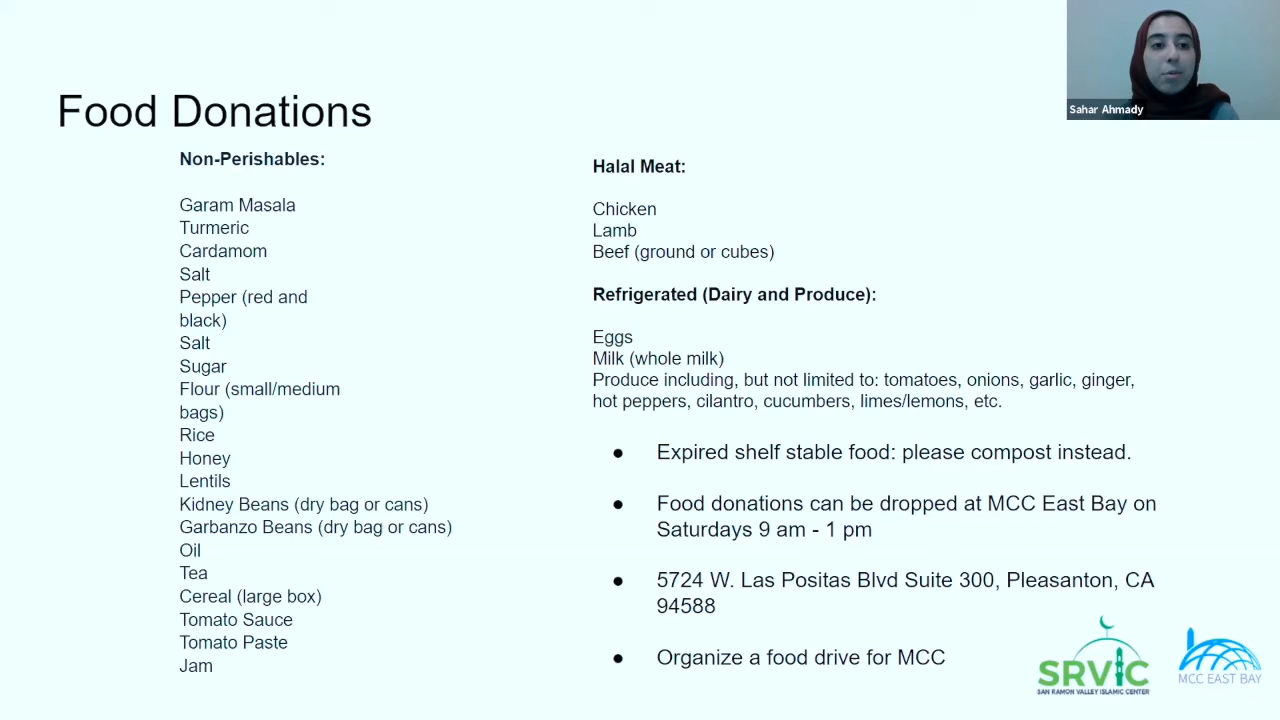 Food Donations
Non-Perishables:
Garam Masala
Turmeric
Cardamom
Salt
Pepper (red and
black)
Salt
Sugar
Flour (small/medium
bags)
Rice
Honey
Lentils
Kidney Beans (dry bag or cans)
Garbanzo Beans (dry bag or cans)
Oil
Tea
Cereal (large box)
Tomato Sauce
Tomato Paste
Jam
Halal Meat:
Chicken
Lamb
Beef (ground or cubes)
Refrigerated (Dairy and Produce):
Eggs
Milk (whole milk)
Produce including, but not limited to: tomatoes, onions, garlic, ginger,
hot peppers, cilantro, cucumbers, limes/lemons, etc.
● Expired shelf stable food: please compost instead.
● Food donations can be dropped at MCC East Bay on
Saturdays 9 am - 1 pm
● 5724 W. Las Positas Blvd Suite 300, Pleasanton, CA
94588
● Organize a food drive for MCC
SRVIC
SAN RAMON VALLEY ISLAMIC CENTER
MCC EAST BAY
Sahar Ahmady